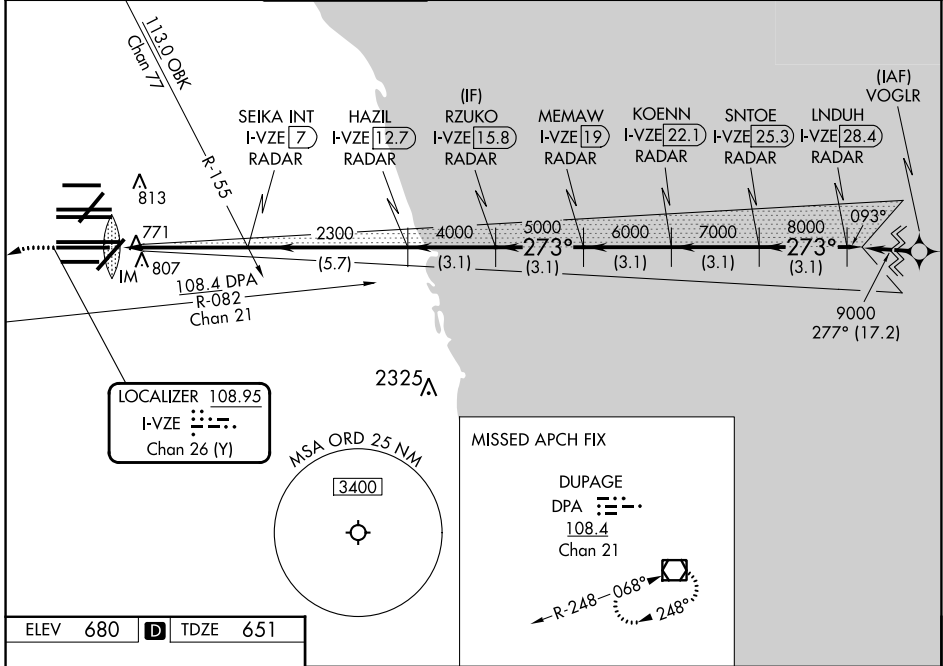 113.0 OBK
Chan 77
R-155
SEIKA INT
I-VZE 7
RADAR
HAZIL
I-VZE 12.7
RADAR
(IF)
RZUKO
I-VZE 15.8
RADAR
MEMAW
I-VZE 19
RADAR
KOENN
I-VZE 22.1
RADAR
SNTOE
I-VZE 25.3
RADAR
LNDUH
I-VZE 28.4
RADAR
(IAF)
VOGLR
813
771
807
IM
2300
4000
5000
6000
7000
8000
093°
273°
273°
(5.7)
(3.1)
(3.1)
(3.1)
(3.1)
(3.1)
9000
277° (17.2)
108.4 DPA
R-082
Chan 21
2325
LOCALIZER 108.95
I-VZE
Chan 26 (Y)
MSA ORD 25 NM
3400
MISSED APCH FIX
DUPAGE
DPA
108.4
Chan 21
R-248
068°
248°
ELEV 680 D TDZE 651